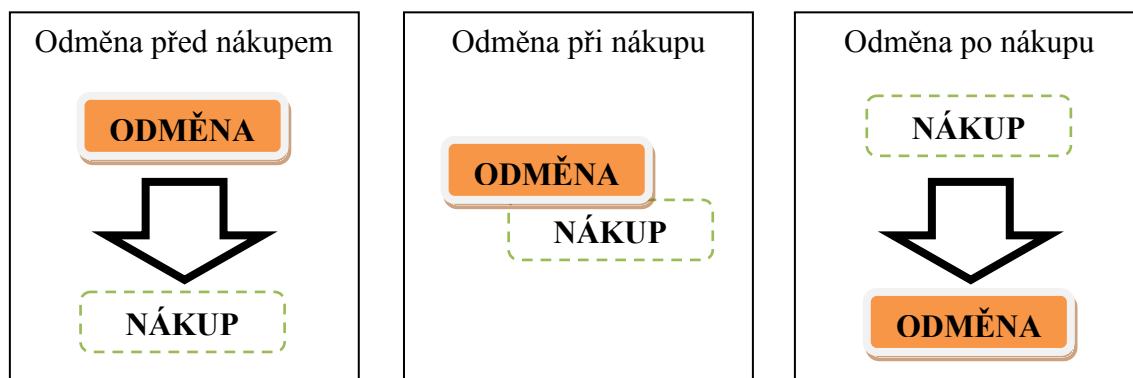 Odměna před nákupem
ODMĚNA
NÁKUP
Odměna při nákupu
ODMĚNA
NÁKUP
Odměna po nákupu
NÁKUP
ODMĚNA